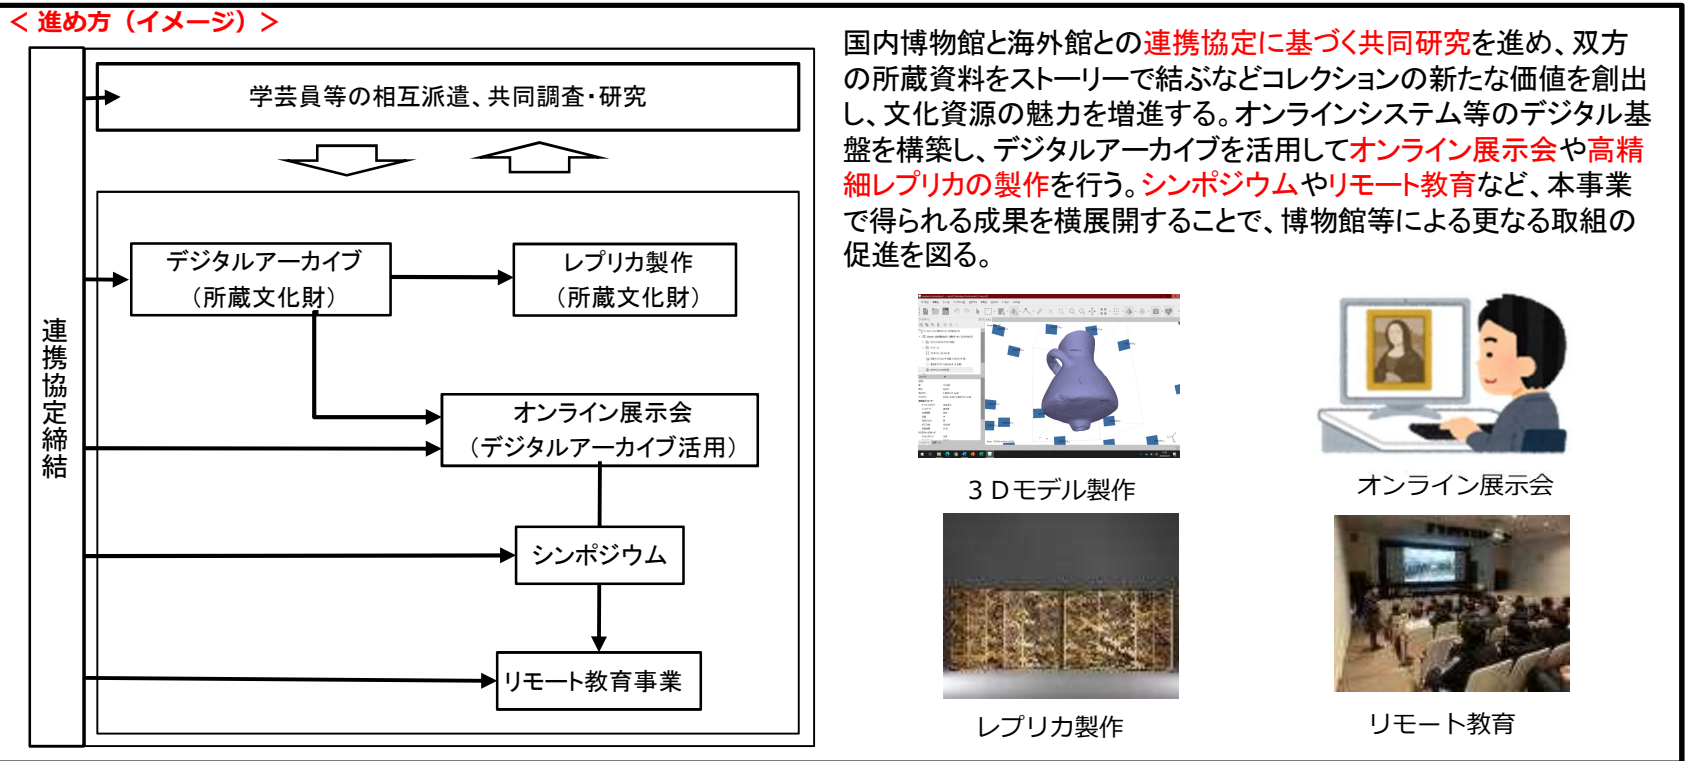 ＜進め方（イメージ）＞
連携協定締結
学芸員等の相互派遣、共同調査・研究
デジタルアーカイブ
（所蔵文化財）
レプリカ製作
（所蔵文化財）
オンライン展示会
（デジタルアーカイブ活用）
シンポジウム
リモート教育事業
国内博物館と海外館との連携協定に基づく共同研究を進め、双方
の所蔵資料をストーリーで結ぶなどコレクションの新たな価値を創出
し、文化資源の魅力を増進する。オンラインシステム等のデジタル基
盤を構築し、デジタルアーカイブを活用してオンライン展示会や高精
細レプリカの製作を行う。シンポジウムやリモート教育など、本事業
で得られる成果を横展開することで、博物館等による更なる取組の
促進を図る。
３Ｄモデル製作
オンライン展示会
レプリカ製作
リモート教育